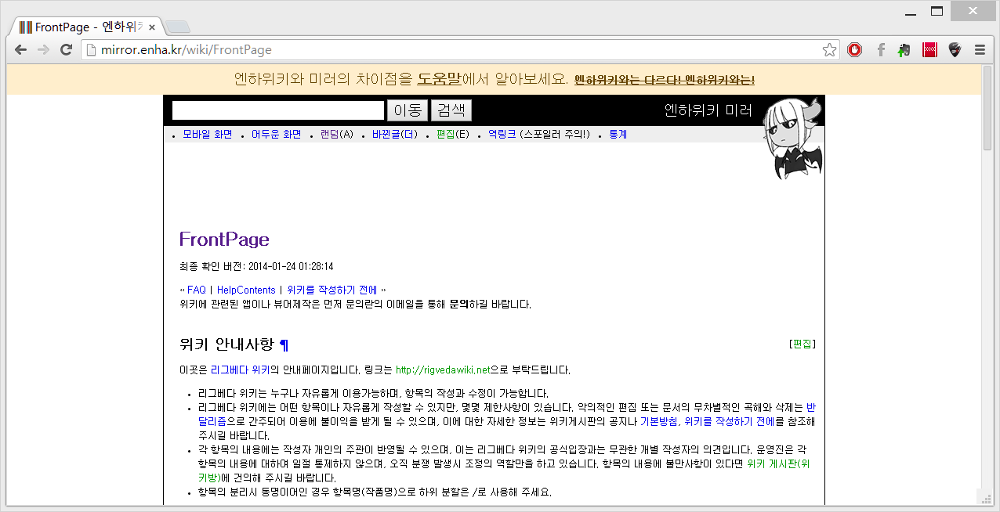 FrontPage - 엔하위키
mirror.enha.kr/wiki/FrontPage
엔하위키와 미러의 차이점을 도움말에서 알아보세요. 엔하위키와는 다르다! 엔하위키와는!
이동 검색 엔하위키 미러
• 모바일 화면 • 어두운 화면 • 랜덤(A) • 바뀐글(D) • 편집(E) • 역링크 (스포일러 주의!) • 통계
FrontPage
최종 확인 버전: 2014-01-24 01:28:14
« FAQ | HelpContents | 위키를 작성하기 전에 »
위키에 관련된 앱이나 뷰어제작은 먼저 문의란의 이메일을 통해 문의하길 바랍니다.
위키 안내사항 ¶ [편집]
이곳은 리그베다 위키의 안내페이지입니다. 링크는 http://rigvedawiki.net으로 부탁드립니다.
• 리그베다 위키는 누구나 자유롭게 이용가능하며, 항목의 작성과 수정이 가능합니다.
• 리그베다 위키에는 어떤 항목이나 자유롭게 작성할 수 있지만, 몇몇 제한사항이 있습니다. 악의적인 편집 또는 문서의 무차별적인 곡해와 삭제는 반
달리즘으로 간주되어 이용에 불이익을 받게 될 수 있으며, 이에 대한 자세한 정보는 위키게시판의 공지나 기본방침, 위키를 작성하기 전에를 참조해
주시길 바랍니다.
• 각 항목의 내용에는 작성자 개인의 주관이 반영될 수 있으며, 이는 리그베다 위키의 공식입장과는 무관한 개별 작성자의 의견입니다. 운영진은 각
항목의 내용에 대하여 일절 통제하지 않으며, 오직 분쟁 발생시 조정의 역할만을 하고 있습니다. 항목의 내용에 불만사항이 있다면 위키 게시판(위
키방)에 건의해 주시길 바랍니다.
• 항목의 분리시 동명이어인 경우 항목명(작품명)으로 하위 분할은 /로 사용해 주세요.